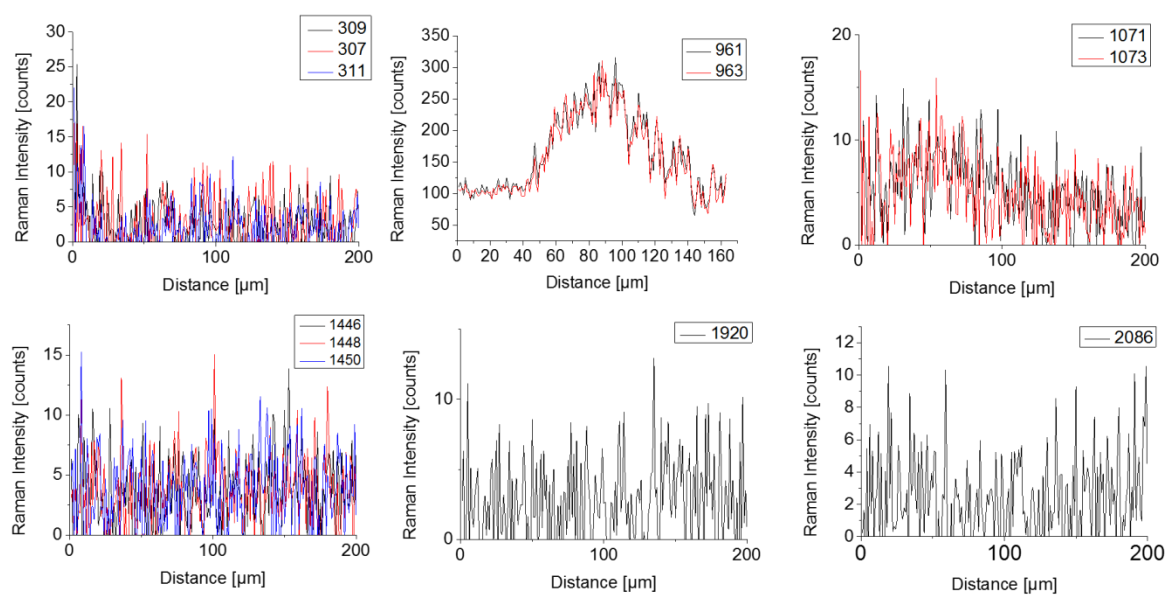 309
307
311
Raman Intensity [counts]
30
25
20
15
10
5
0
0 100 200
Distance [µm]
961
963
Raman Intensity [counts]
350
300
250
200
150
100
50
0 20 40 60 80 100 120 140 160
Distance [µm]
1071
1073
Raman Intensity [counts]
20
10
0
0 100 200
Distance [µm]
1446
1448
1450
Raman Intensity [counts]
15
10
5
0
0 100 200
Distance [µm]
1920
Raman Intensity [counts]
10
0
0 100 200
Distance [µm]
2086
Raman Intensity [counts]
12
10
8
6
4
2
0
0 100 200
Distance [µm]